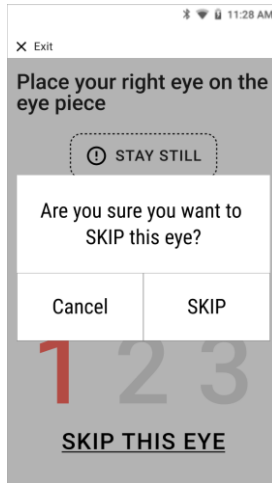 11:28 AM
Exit
Place your right eye on the
eye piece
STAY STILL
Are you sure you want to
SKIP this eye?
Cancel SKIP
1 2 3
SKIP THIS EYE